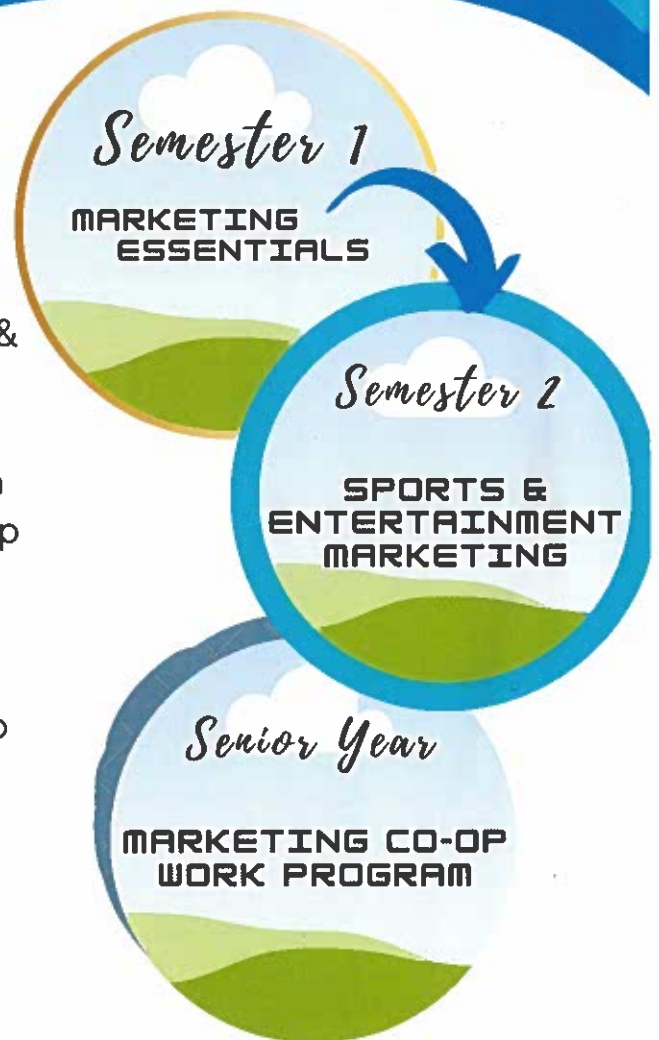 Semester 1
MARKETING
ESSENTIALS
&
Semester 2
SPORTS &
ENTERTAINMENT
MARKETING
Senior Year
MARKETING CO-OP
WORK PROGRAM